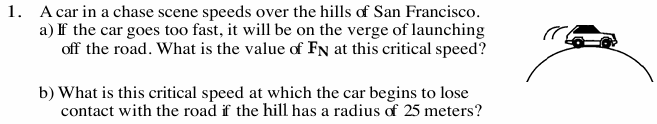 1. A car in a chase scene speeds over the hills of San Francisco.
a) If the car goes too fast, it will be on the verge of launching
off the road. What is the value of FN at this critical speed?
b) What is this critical speed at which the car begins to lose
contact with the road if the hill has a radius of 25 meters?